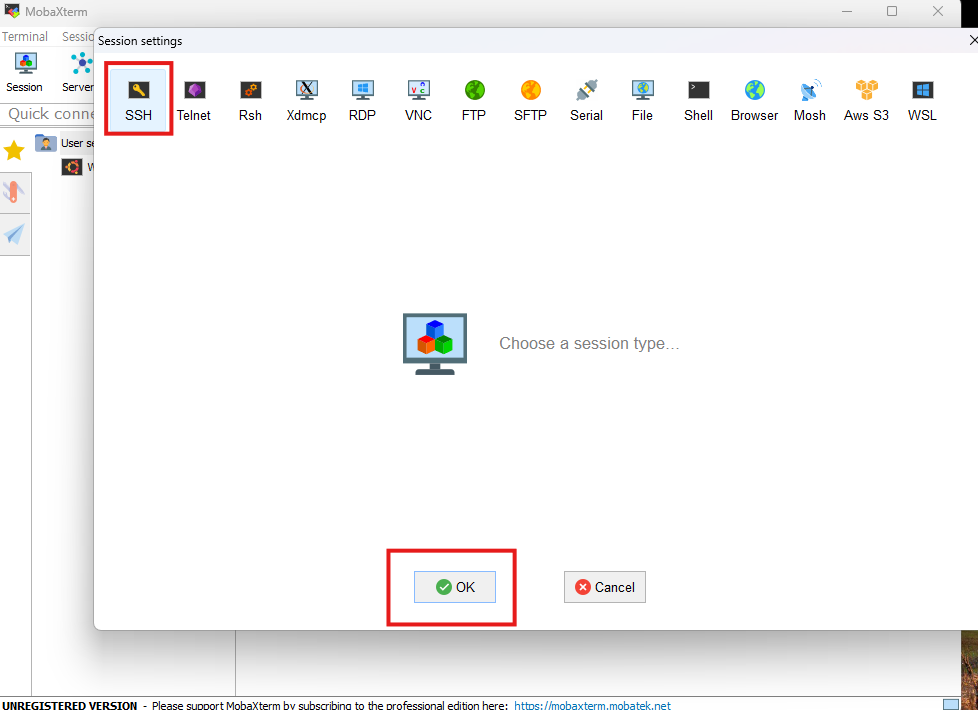 MobaXterm
Terminal Sessio
Session settings
Session Server
SSH Telnet Rsh Xdmcp RDP VNC FTP SFTP Serial File Shell Browser Mosh Aws S3 WSL
Quick conne
User se
W
Choose a session type...
OK Cancel
UNREGISTERED VERSION - Please support MobaXterm by subscribing to the professional edition here: https://mobaxterm.mobatek.net